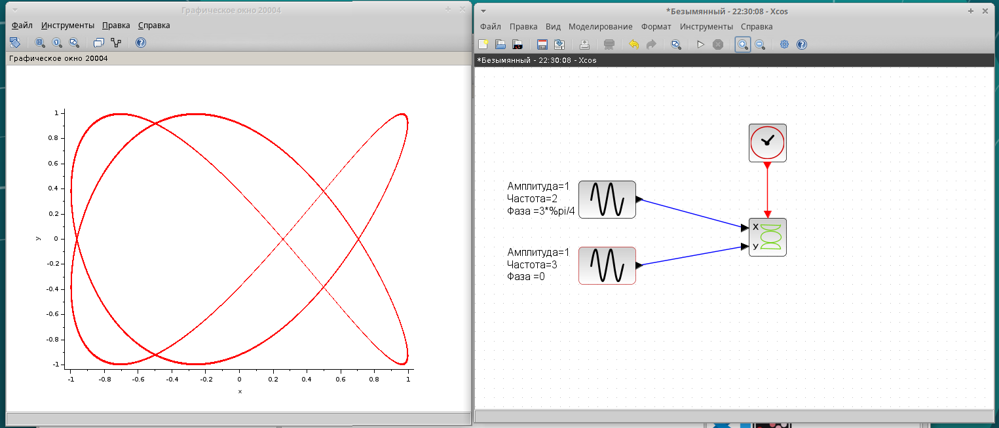 Графическое окно 20004
Файл Инструменты Правка Справка
Графическое окно 20004
1
0.8
0.6
0.4
0.2
0
-0.2
-0.4
-0.6
-0.8
-1
y
-1 -0.8 -0.6 -0.4 -0.2 0 0.2 0.4 0.6 0.8 1
x
*Безымянный - 22:30:08 - Xcos
Файл Правка Вид Моделирование Формат Инструменты Справка
*Безымянный - 22:30:08 - Xcos
Амплитуда=1
Частота=2
Фаза =3*%pi/4
Амплитуда=1
Частота=3
Фаза =0
X
У